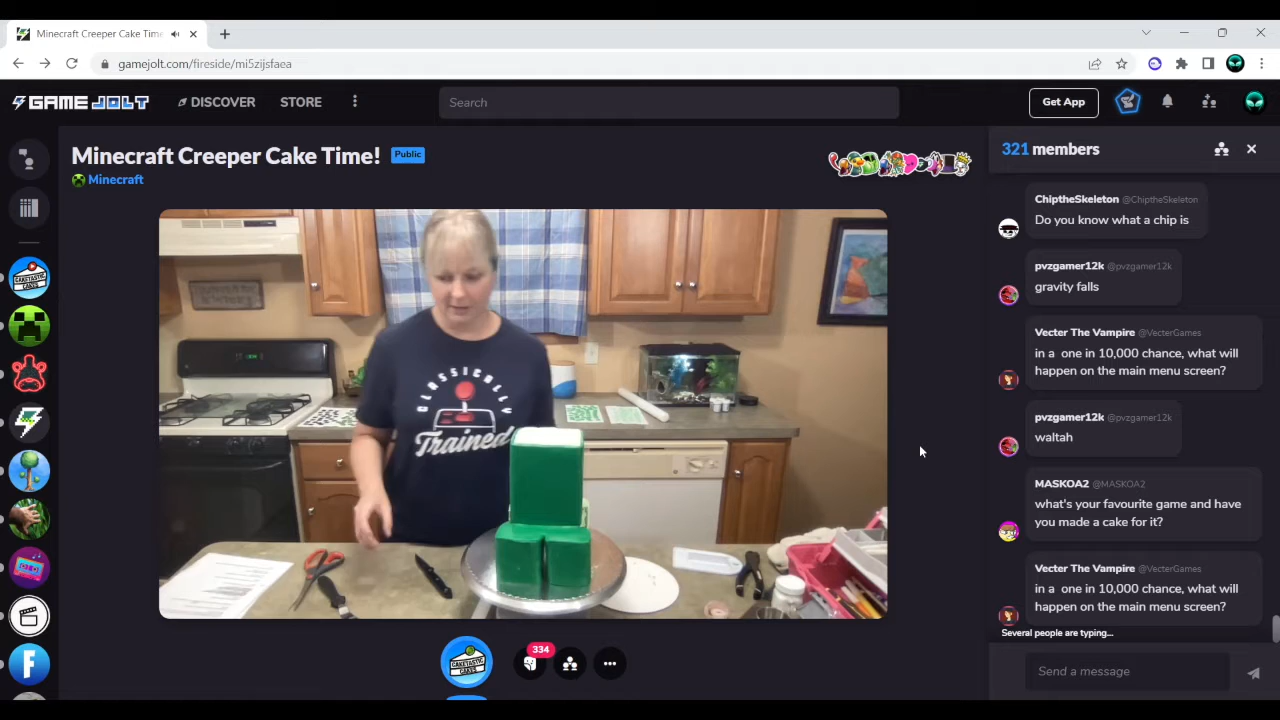 Minecraft Creeper Cake Time
gamejolt.com/fireside/mi5zijsfaea
GAME JOLT
DISCOVER
STORE
Search
Get App
Minecraft Creeper Cake Time!
Public
Minecraft
321 members
ChiptheSkeleton @ChiptheSkeleton
Do you know what a chip is
pvzgamer12k @pvzgamer12k
gravity falls
Vecter The Vampire @VecterGames
in a one in 10,000 chance, what will
happen on the main menu screen?
pvzgamer12k @pvzgamer12k
waltah
MASKOA2 @MASKOA2
what's your favourite game and have
you made a cake for it?
Vecter The Vampire @VecterGames
in a one in 10,000 chance, what will
happen on the main menu screen?
Several people are typing...
Send a message
CLASSICALLY
Trained
CAKETASTIC
CAKES
334
CAKETASTIC
CAKES